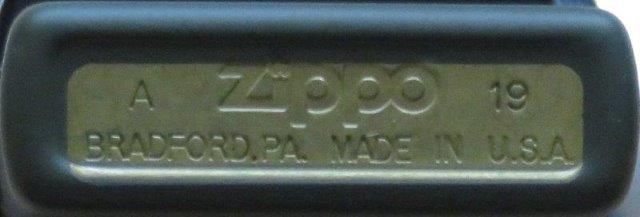 A Zippo 19
BRADFORD, PA. MADE IN U.S.A.